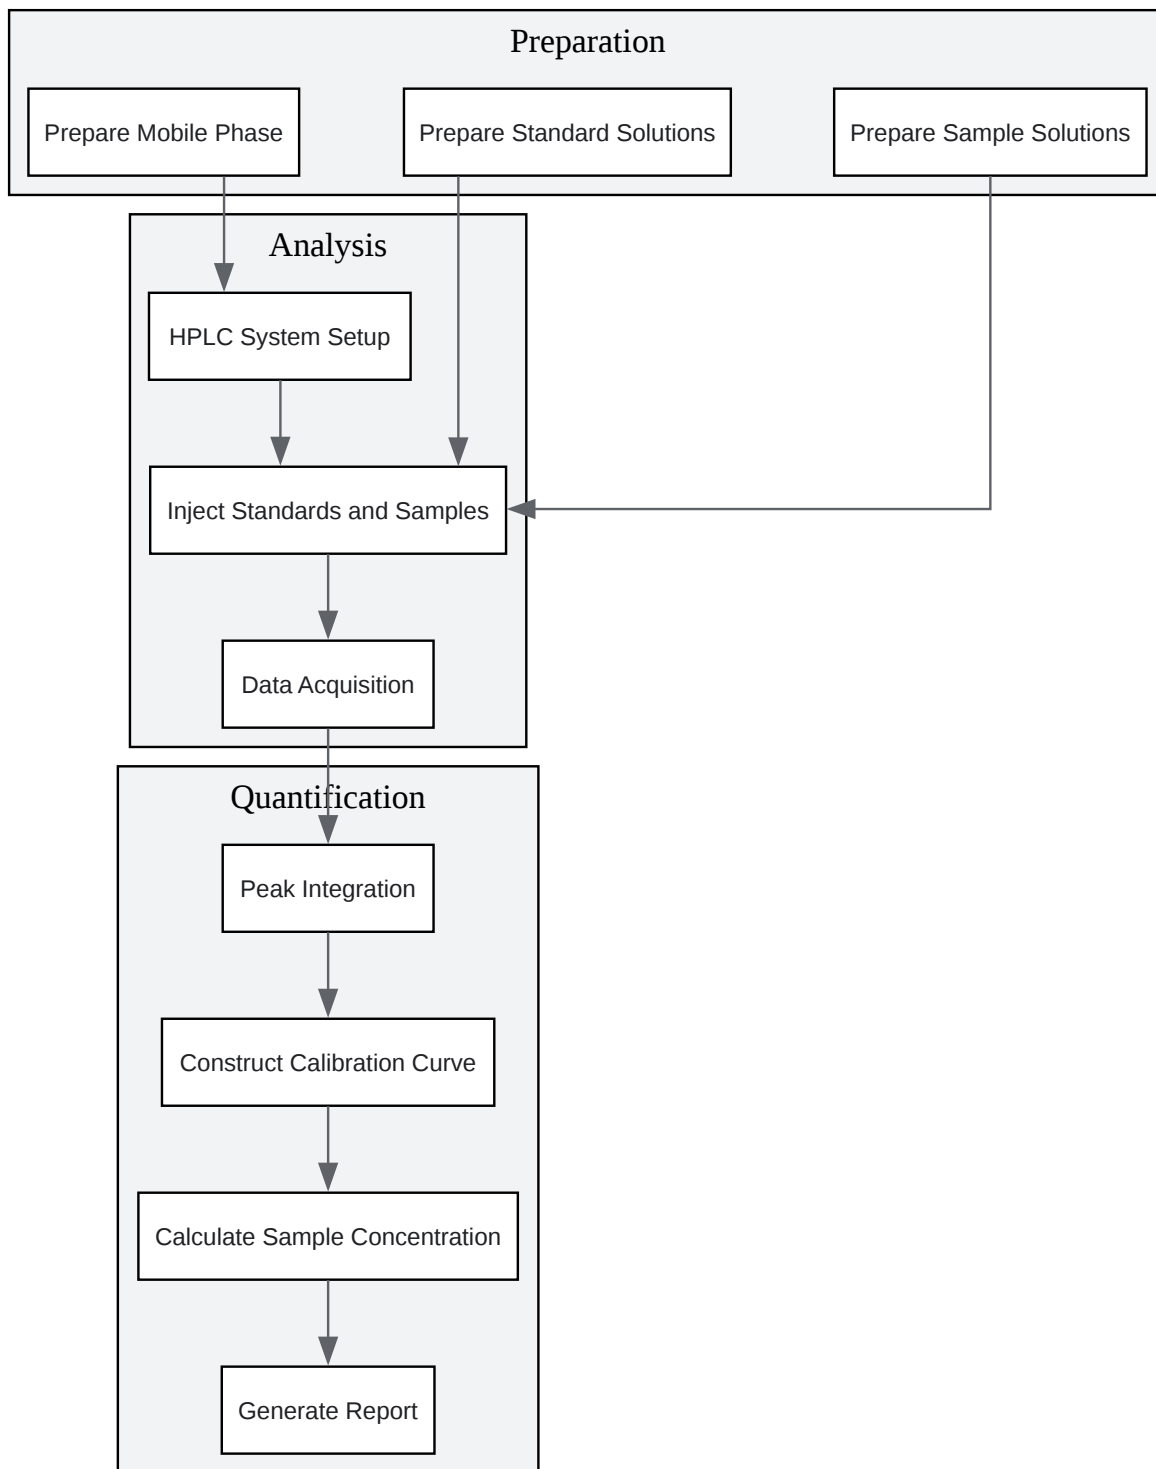 Preparation
Prepare Mobile Phase
Prepare Standard Solutions
Prepare Sample Solutions
Analysis
HPLC System Setup
Inject Standards and Samples
Data Acquisition
Quantification
Peak Integration
Construct Calibration Curve
Calculate Sample Concentration
Generate Report